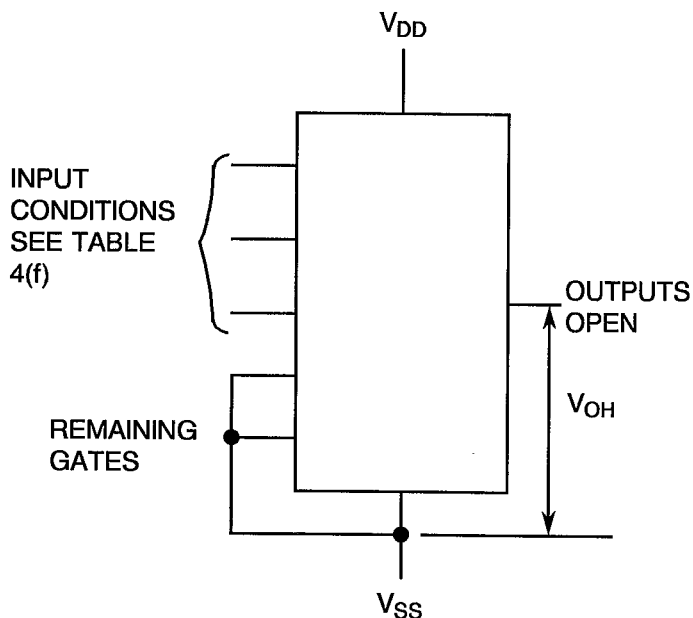 VDD
INPUT
CONDITIONS
SEE TABLE
4(f)
OUTPUTS
OPEN
VOH
REMAINING
GATES
VSS